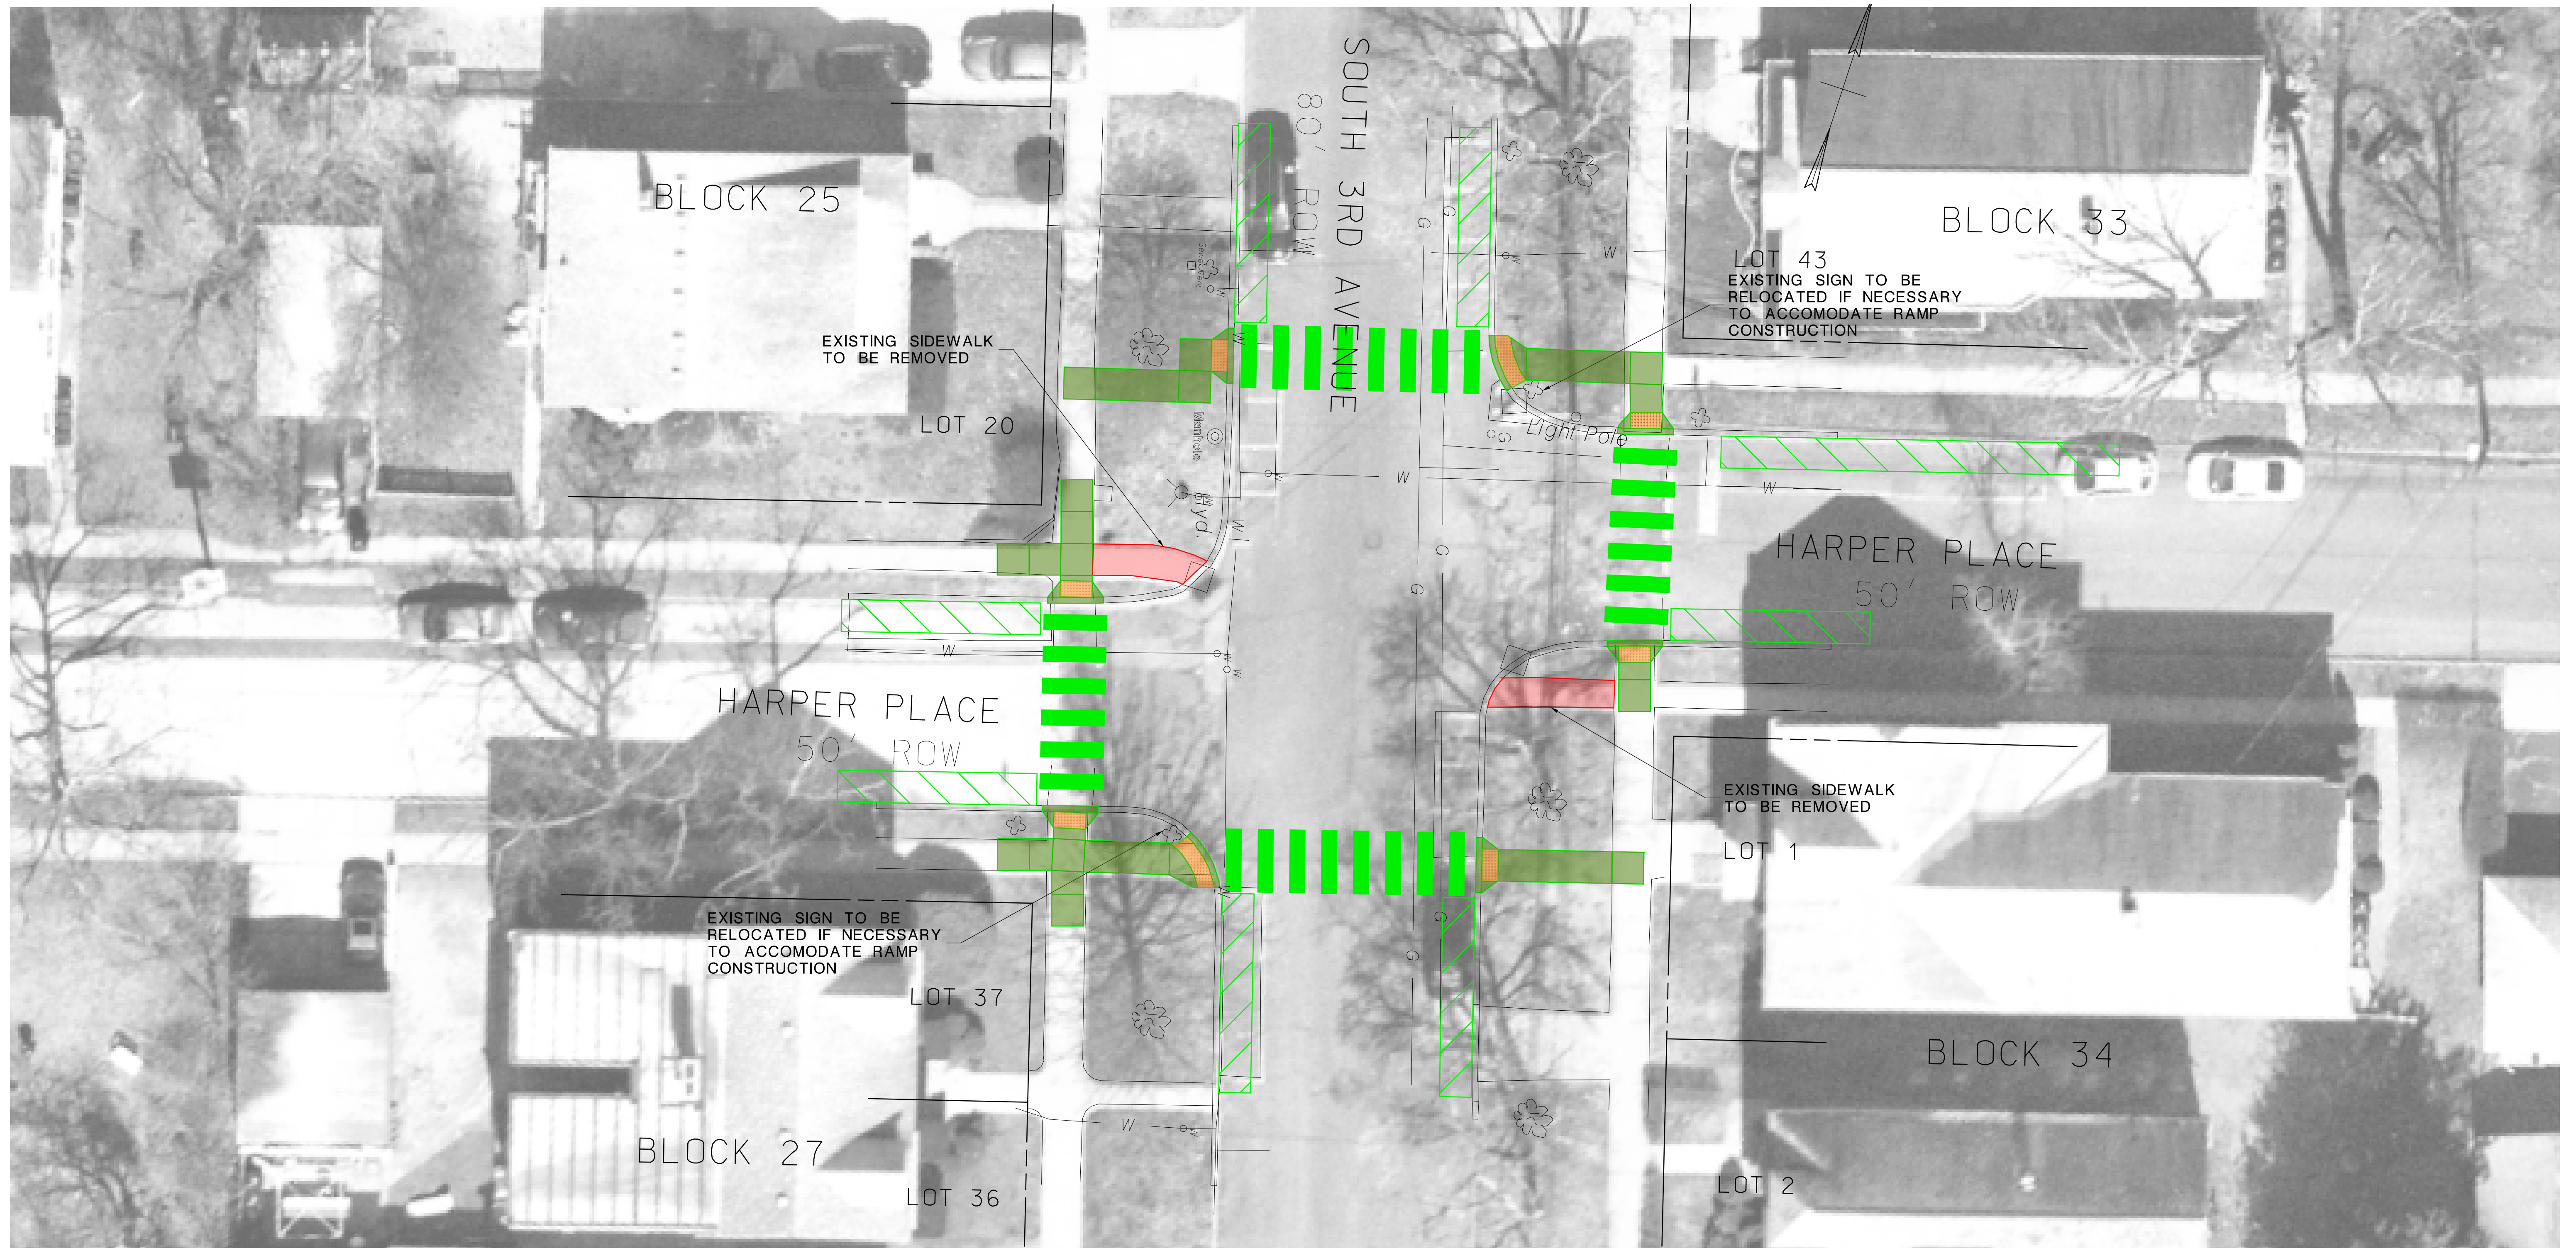 SOUTH 3RD AVENUE
80' ROW
BLOCK 25
BLOCK 33
LOT 43
EXISTING SIGN TO BE
RELOCATED IF NECESSARY
TO ACCOMODATE RAMP
CONSTRUCTION
EXISTING SIDEWALK
TO BE REMOVED
LOT 20
Manhole
Light Pole
Hyd.
G
G
W
W
W
W
W
G
W
W
W
G
G
HARPER PLACE
50' ROW
W
W
W
HARPER PLACE
50' ROW
EXISTING SIDEWALK
TO BE REMOVED
LOT 1
W
EXISTING SIGN TO BE
RELOCATED IF NECESSARY
TO ACCOMODATE RAMP
CONSTRUCTION
G
G
LOT 37
BLOCK 34
W
W
BLOCK 27
LOT 36
LOT 2